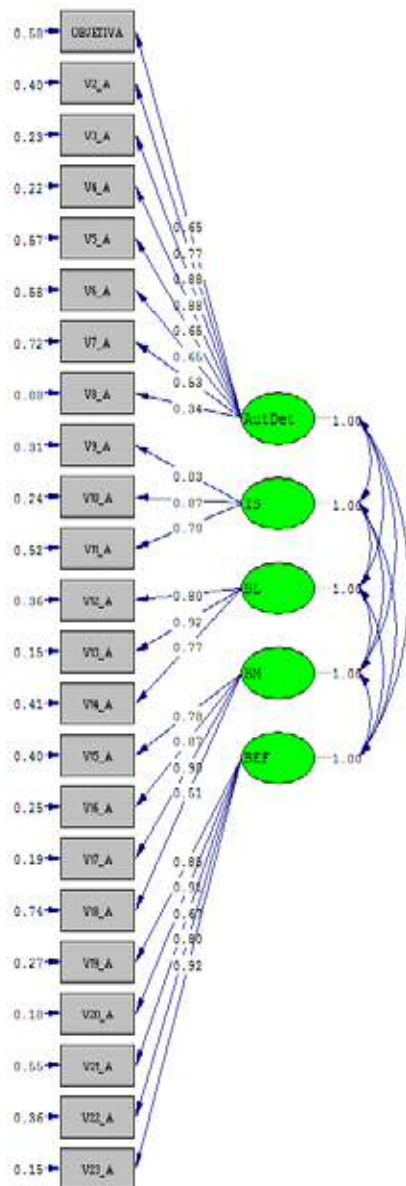 0.58 OBJETIVA
0.40 V2_A
0.23 V3_A
0.22 V4_A
0.57 V5_A
0.58 V6_A
0.72 V7_A
0.88 V8_A
0.31 V9_A
0.24 V10_A
0.52 V11_A
0.36 V12_A
0.15 V13_A
0.41 V14_A
0.40 V15_A
0.25 V16_A
0.19 V17_A
0.74 V18_A
0.27 V19_A
0.18 V20_A
0.55 V21_A
0.36 V22_A
0.15 V23_A
0.65
0.77
0.88
0.88
0.65
0.65
0.53
0.34
0.83
0.87
0.70
0.80
0.92
0.77
0.78
0.87
0.90
0.51
0.85
0.91
0.67
0.80
0.92
AutDet 1.00
1.00
1.00
1.00
1.00